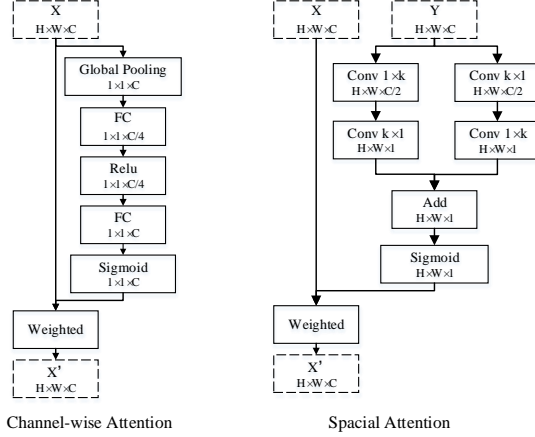 X
H×W×C
Global Pooling
1×1×C
FC
1×1×C/4
Relu
1×1×C/4
FC
1×1×C
Sigmoid
1×1×C
Weighted
X'
H×W×C
Channel-wise Attention
X
H×W×C
Y
H×W×C
Conv 1×k
H×W×C/2
Conv k×1
H×W×C/2
Conv k×1
H×W×1
Conv 1×k
H×W×1
Add
H×W×1
Sigmoid
H×W×1
Weighted
X'
H×W×C
Spacial Attention